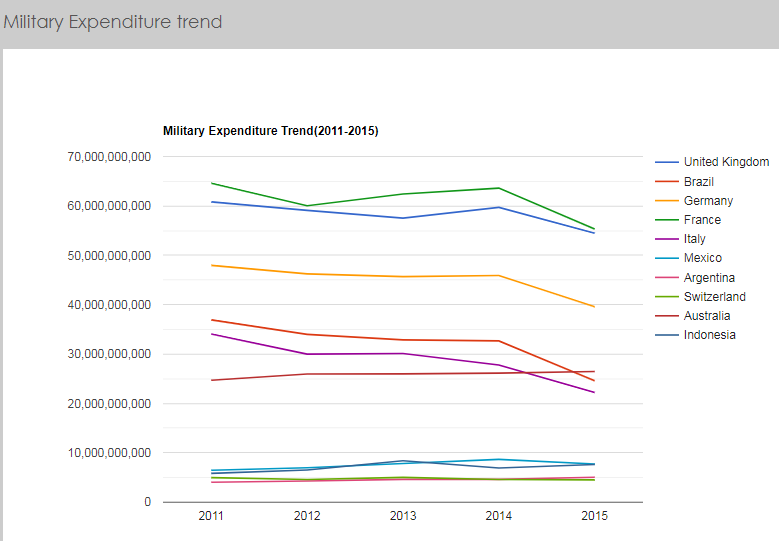 Military Expenditure trend
Military Expenditure Trend(2011-2015)
70,000,000,000
60,000,000,000
50,000,000,000
40,000,000,000
30,000,000,000
20,000,000,000
10,000,000,000
0
2011 2012 2013 2014 2015
United Kingdom
Brazil
Germany
France
Italy
Mexico
Argentina
Switzerland
Australia
Indonesia